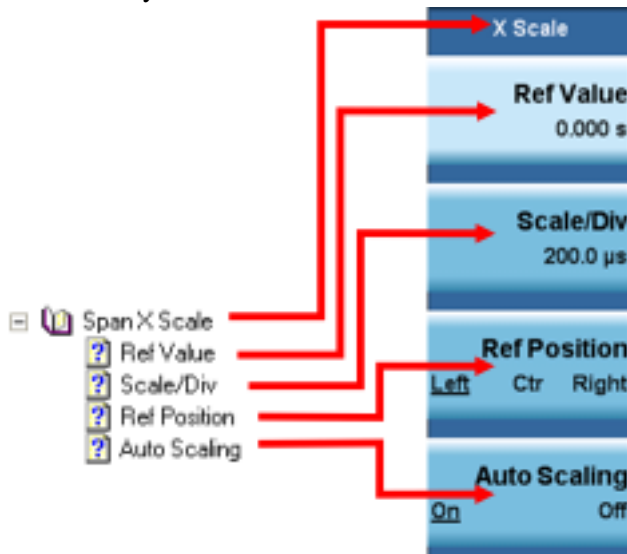 X Scale
Ref Value
0.000 s
Scale/Div
200.0 µs
Span X Scale
Ref Value
Scale/Div
Ref Position
Auto Scaling
Ref Position
Left Ctr Right
Auto Scaling
On Off